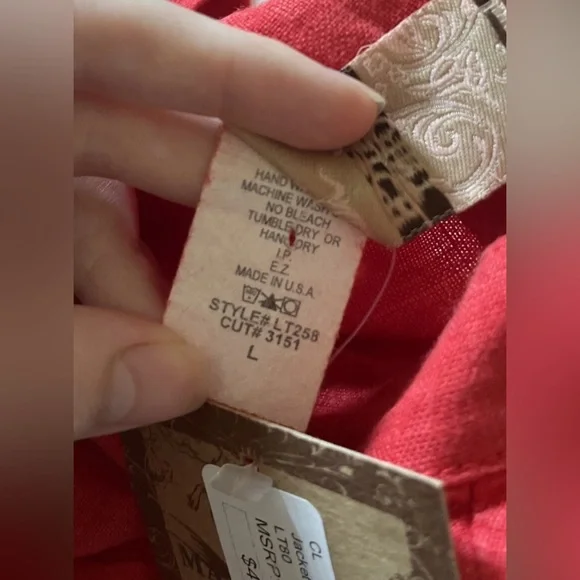 HAND
MACHINE WASH
NO BLEACH
TUMBLE DRY OR
HANG DRY
I.P.
E.Z.
MADE IN U.S.A.
STYLE# LT258
CUT# 3151
L
CL
Jacke
LT80
MSRP
$4